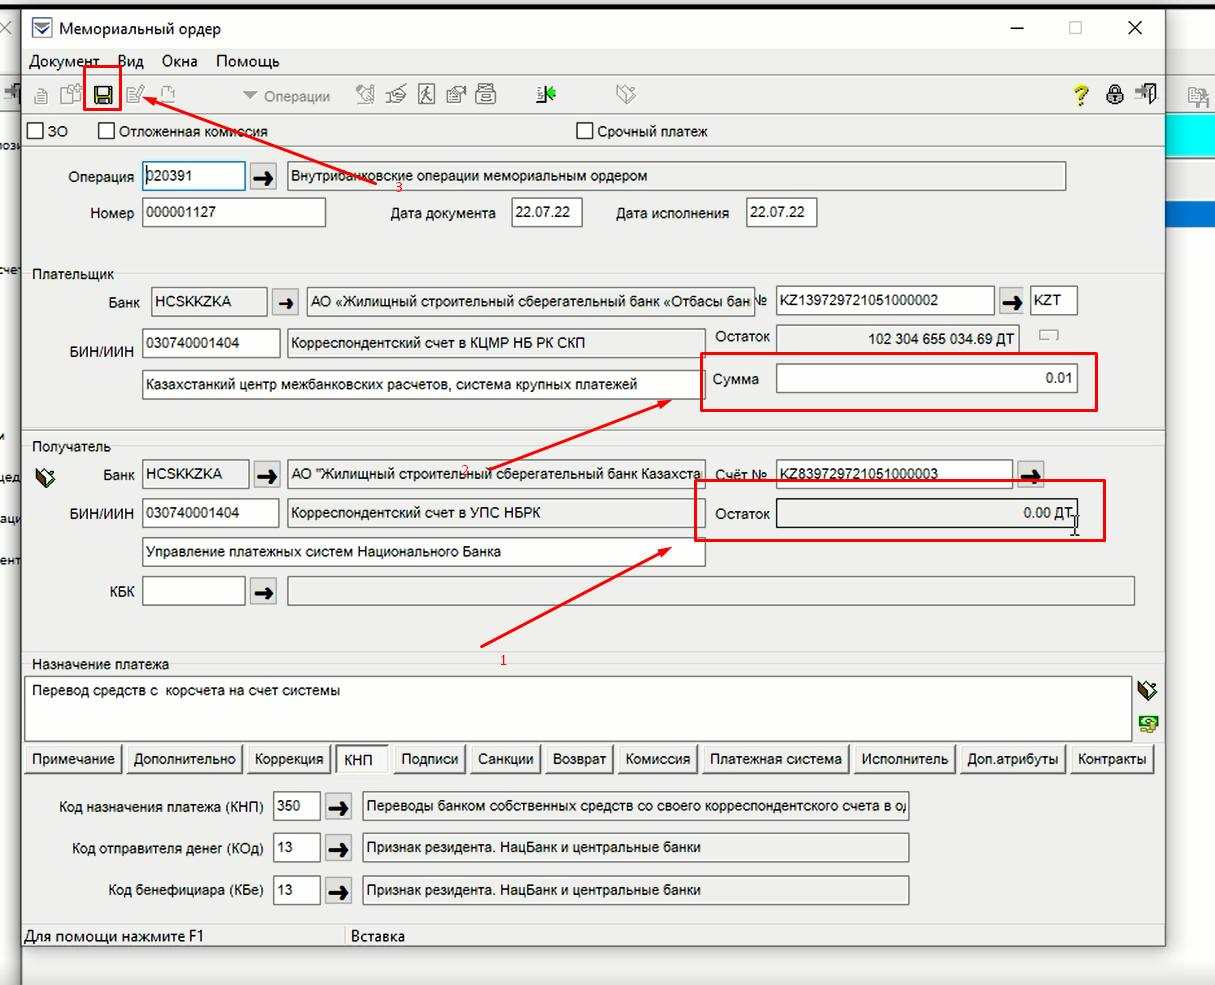 Мемориальный ордер
Документ Вид Окна Помощь
Операции
?
ЗО Отложенная комиссия Срочный платеж
Операция 020391 Внутрибанковские операции мемориальным ордером
3
Номер 000001127 Дата документа 22.07.22 Дата исполнения 22.07.22
Плательщик
Банк HCSKKZKA АО «Жилищный строительный сберегательный банк «Отбасы бан № KZ139729721051000002 KZT
БИН/ИИН 030740001404 Корреспондентский счет в КЦМР НБ РК СКП Остаток 102 304 655 034.69 ДТ
Казахстанкий центр межбанковских расчетов, система крупных платежей Сумма 0.01
Получатель
2
Банк HCSKKZKA АО "Жилищный строительный сберегательный банк Казахста Счёт № KZ839729721051000003
БИН/ИИН 030740001404 Корреспондентский счет в УПС НБРК Остаток 0.00 ДТ
Управление платежных систем Национального Банка
КБК
1
Назначение платежа
Перевод средств с корсчета на счет системы
Примечание Дополнительно Коррекция КНП Подписи Санкции Возврат Комиссия Платежная система Исполнитель Доп.атрибуты Контракты
Код назначения платежа (КНП) 350 Переводы банком собственных средств со своего корреспондентского счета в о
Код отправителя денег (КОд) 13 Признак резидента. НацБанк и центральные банки
Код бенефициара (КБе) 13 Признак резидента. НацБанк и центральные банки
Для помощи нажмите F1 Вставка